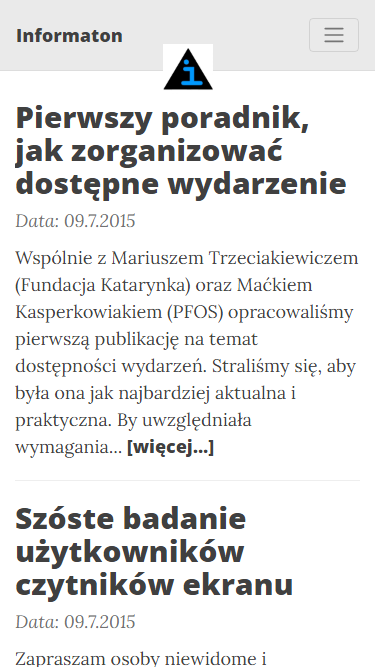 Informaton
i
Pierwszy poradnik,
jak zorganizować
dostępne wydarzenie
Data: 09.7.2015
Wspólnie z Mariuszem Trzeciakiewiczem
(Fundacja Katarynka) oraz Maćkiem
Kasperkowiakiem (PFOS) opracowaliśmy
pierwszą publikację na temat
dostępności wydarzeń. Straliśmy się, aby
była ona jak najbardziej aktualna i
praktyczna. By uwzględniała
wymagania... [więcej...]
Szóste badanie
użytkowników
czytników ekranu
Data: 09.7.2015
Zapraszam osoby niewidome i